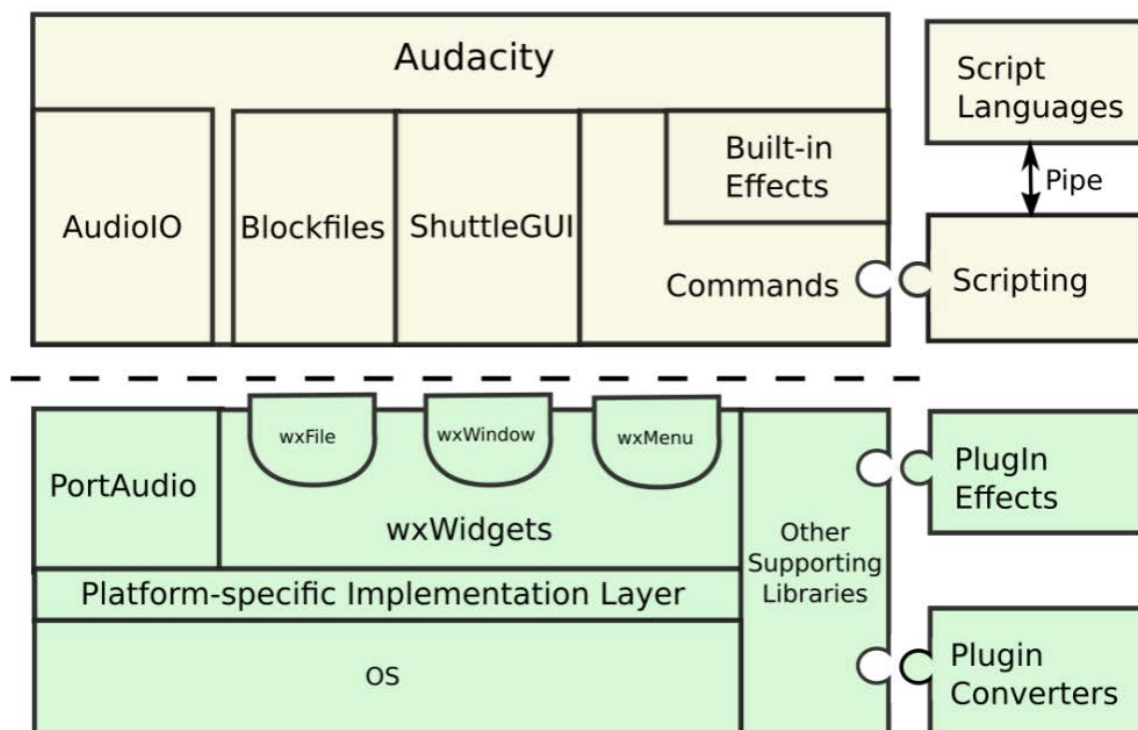 Audacity
Script
Languages
Built-in
Effects
Pipe
AudioIO
Blockfiles
ShuttleGUI
Commands
Scripting
wxFile
wxWindow
wxMenu
PortAudio
wxWidgets
PlugIn
Effects
Other
Supporting
Libraries
Platform-specific Implementation Layer
OS
Plugin
Converters